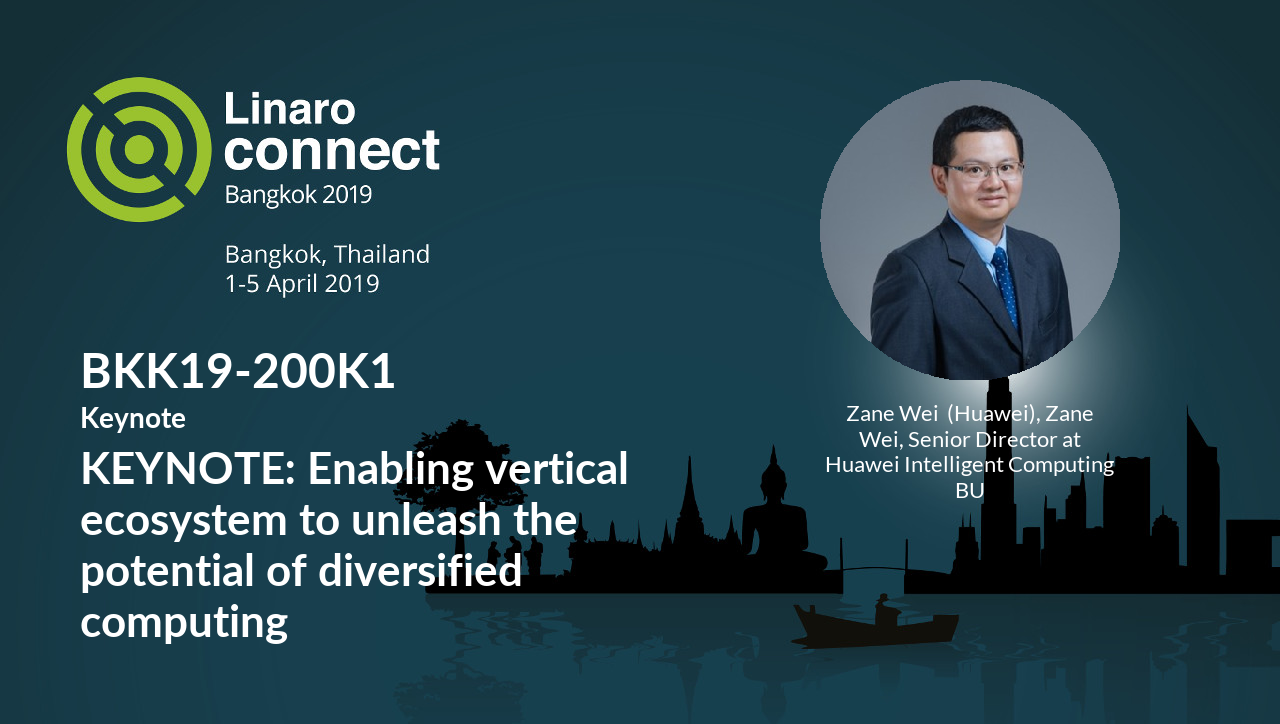 Linaro
connect
Bangkok 2019
Bangkok, Thailand
1-5 April 2019
BKK19-200K1
Keynote
KEYNOTE: Enabling vertical
ecosystem to unleash the
potential of diversified
computing
Zane Wei (Huawei), Zane
Wei, Senior Director at
Huawei Intelligent Computing
BU